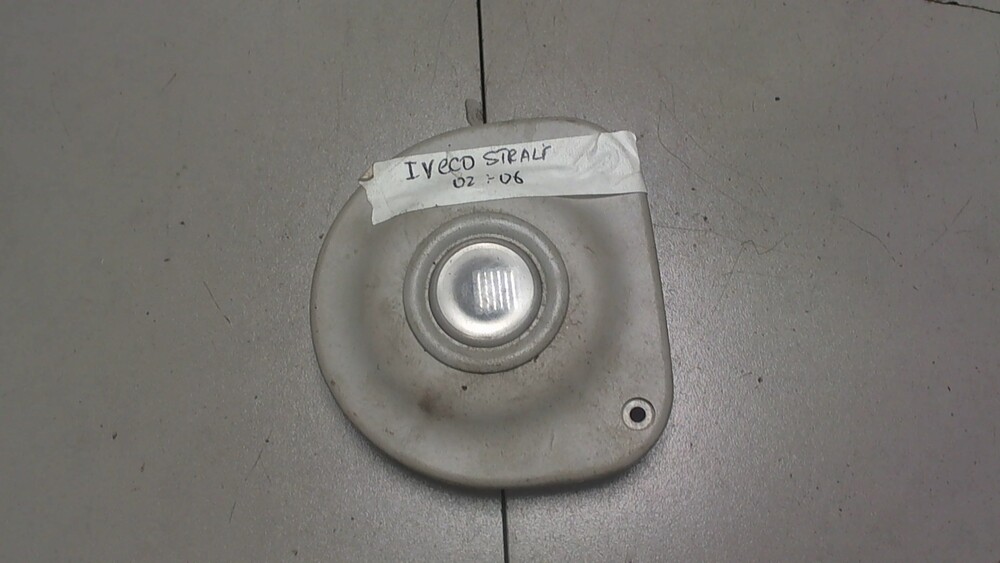 IVECO STRALIS
02 - 06